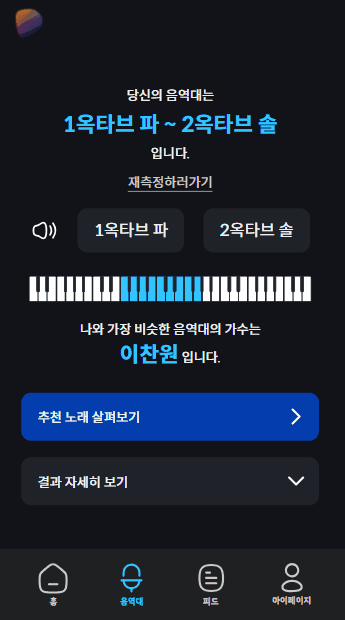 당신의 음역대는
1옥타브 파 ~ 2옥타브 솔
입니다.
재측정하러가기
1옥타브 파
2옥타브 솔
나와 가장 비슷한 음역대의 가수는
이찬원 입니다.
추천 노래 살펴보기
결과 자세히 보기
홈
음역대
피드
마이페이지